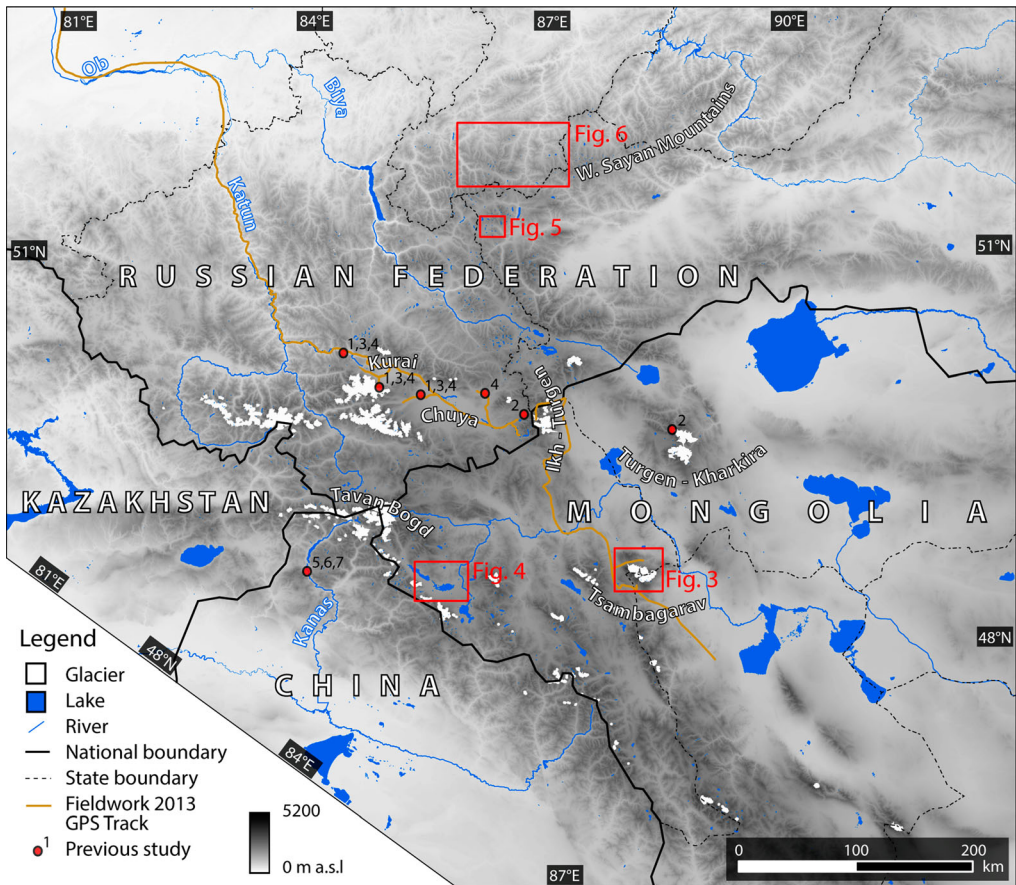 81°E
84°E
87°E
90°E
Ob
Biya
Fig. 6
W. Sayan Mountains
Katun
Fig. 5
51°N
51°N
RUSSIAN FEDERATION
1,3,4
Kurai
1,3,4
1,3,4
4
2
Chuya
Ikh - Turgan
2
Turgen - Kharkira
KAZAKHSTAN
Tavan Bogd
MONGOLIA
5,6,7
Fig. 4
Fig. 3
Tsambagarav
81°E
Kanas
48°N
48°N
CHINA
84°E
87°E
Legend
Glacier
Lake
River
National boundary
State boundary
Fieldwork 2013
GPS Track
1
Previous study
5200
0 m a.s.l
0 100 200
km